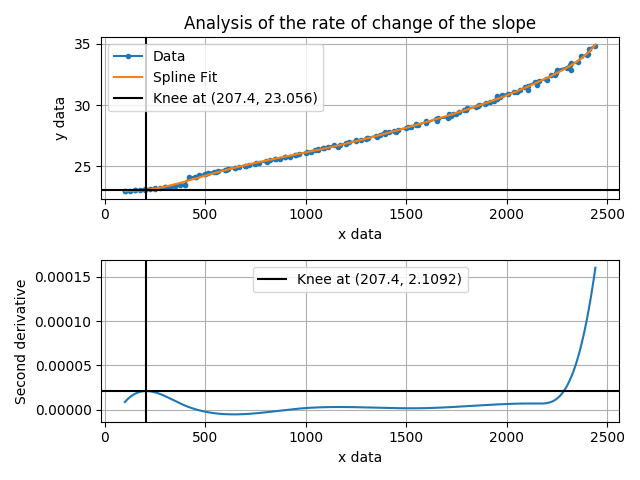 Analysis of the rate of change of the slope
35
30
25
y data
Data
Spline Fit
Knee at (207.4, 23.056)
0 500 1000 1500 2000 2500
x data
0.00015
0.00010
0.00005
0.00000
Second derivative
Knee at (207.4, 2.1092)
0 500 1000 1500 2000 2500
x data